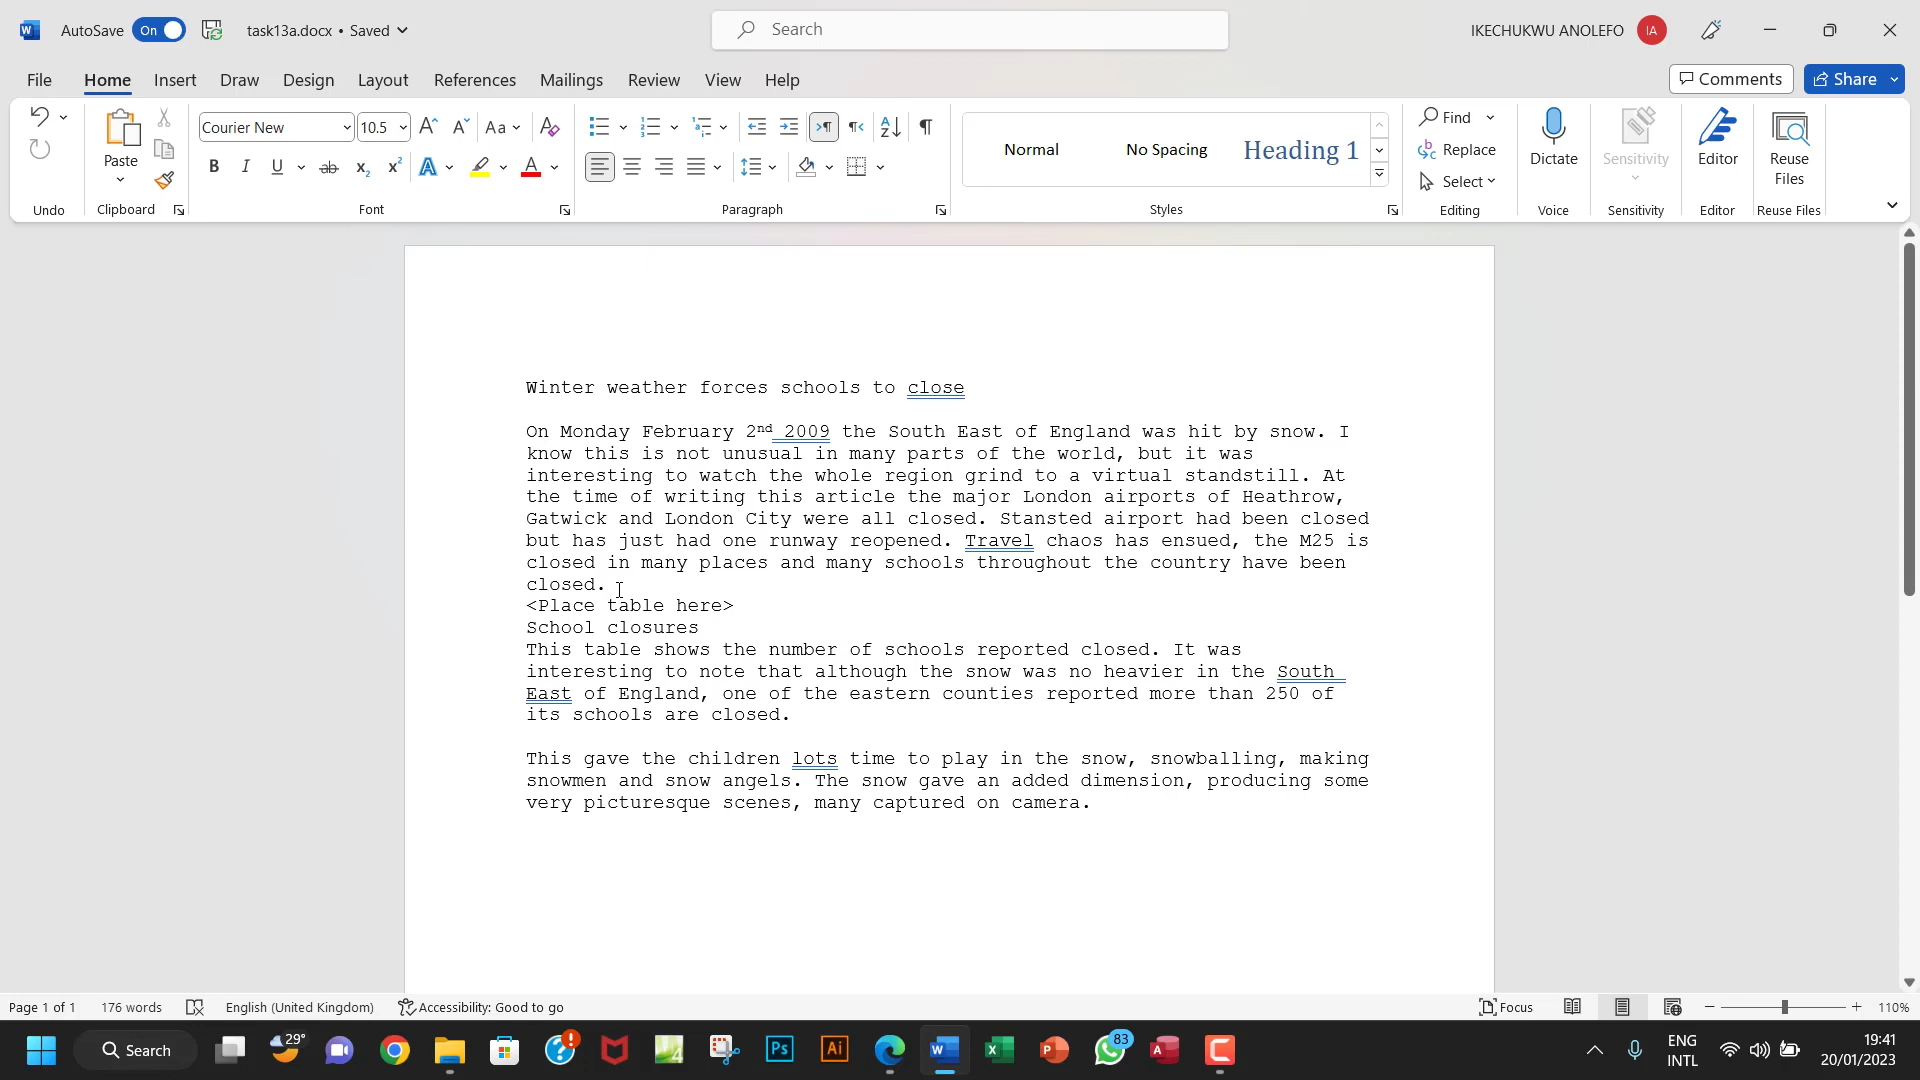 AutoSave On task13a.docx • Saved Search IKECHUKWU ANOLEFO IA
File Home Insert Draw Design Layout References Mailings Review View Help Comments Share
Courier New 10.5 Aa Find
Paste Normal No Spacing Heading 1 Replace Dictate Sensitivity Editor Reuse Files
B I U ab x2 x2 A A Select
Undo Clipboard Font Paragraph Styles Editing Voice Sensitivity Editor Reuse Files
Winter weather forces schools to close
On Monday February 2nd 2009 the South East of England was hit by snow. I
know this is not unusual in many parts of the world, but it was
interesting to watch the whole region grind to a virtual standstill. At
the time of writing this article the major London airports of Heathrow,
Gatwick and London City were all closed. Stansted airport had been closed
but has just had one runway reopened. Travel chaos has ensued, the M25 is
closed in many places and many schools throughout the country have been
closed.
<Place table here>
School closures
This table shows the number of schools reported closed. It was
interesting to note that although the snow was no heavier in the South
East of England, one of the eastern counties reported more than 250 of
its schools are closed.
This gave the children lots time to play in the snow, snowballing, making
snowmen and snow angels. The snow gave an added dimension, producing some
very picturesque scenes, many captured on camera.
Page 1 of 1 176 words English (United Kingdom) Accessibility: Good to go Focus 110%
Search 29° Ps Ai 83 ENG INTL 19:41 20/01/2023